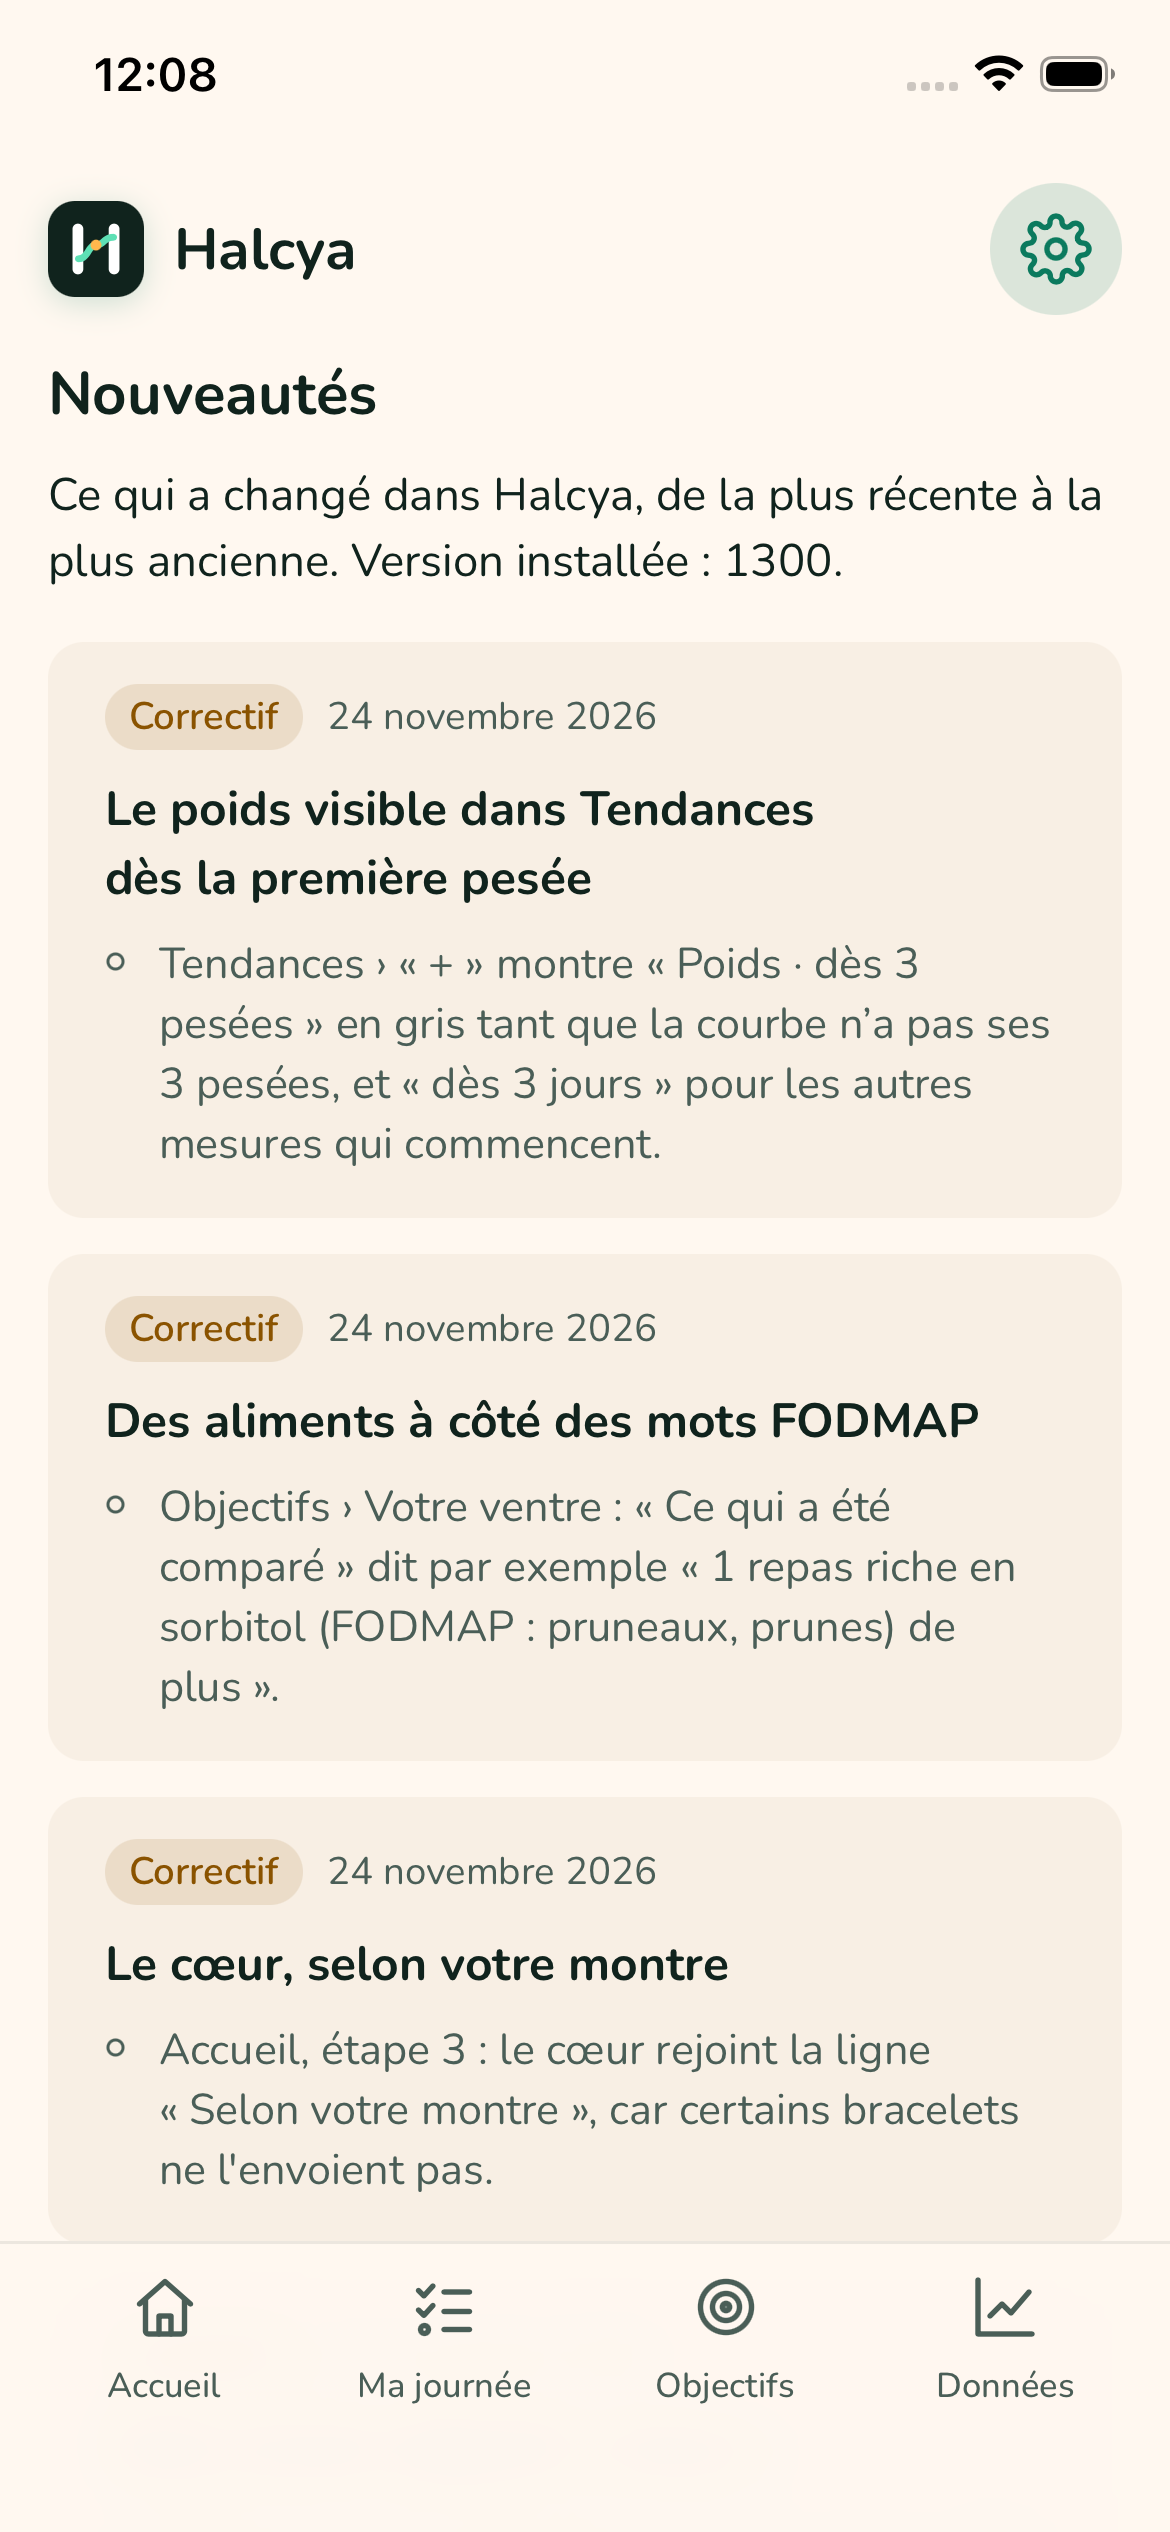 12:08
Halcya
Nouveautés
Ce qui a changé dans Halcya, de la plus récente à la
plus ancienne. Version installée : 1300.
Correctif 24 novembre 2026
Le poids visible dans Tendances
dès la première pesée
Tendances › « + » montre « Poids · dès 3
pesées » en gris tant que la courbe n’a pas ses
3 pesées, et « dès 3 jours » pour les autres
mesures qui commencent.
Correctif 24 novembre 2026
Des aliments à côté des mots FODMAP
Objectifs › Votre ventre : « Ce qui a été
comparé » dit par exemple « 1 repas riche en
sorbitol (FODMAP : pruneaux, prunes) de
plus ».
Correctif 24 novembre 2026
Le cœur, selon votre montre
Accueil, étape 3 : le cœur rejoint la ligne
« Selon votre montre », car certains bracelets
ne l'envoient pas.
Accueil Ma journée Objectifs Données